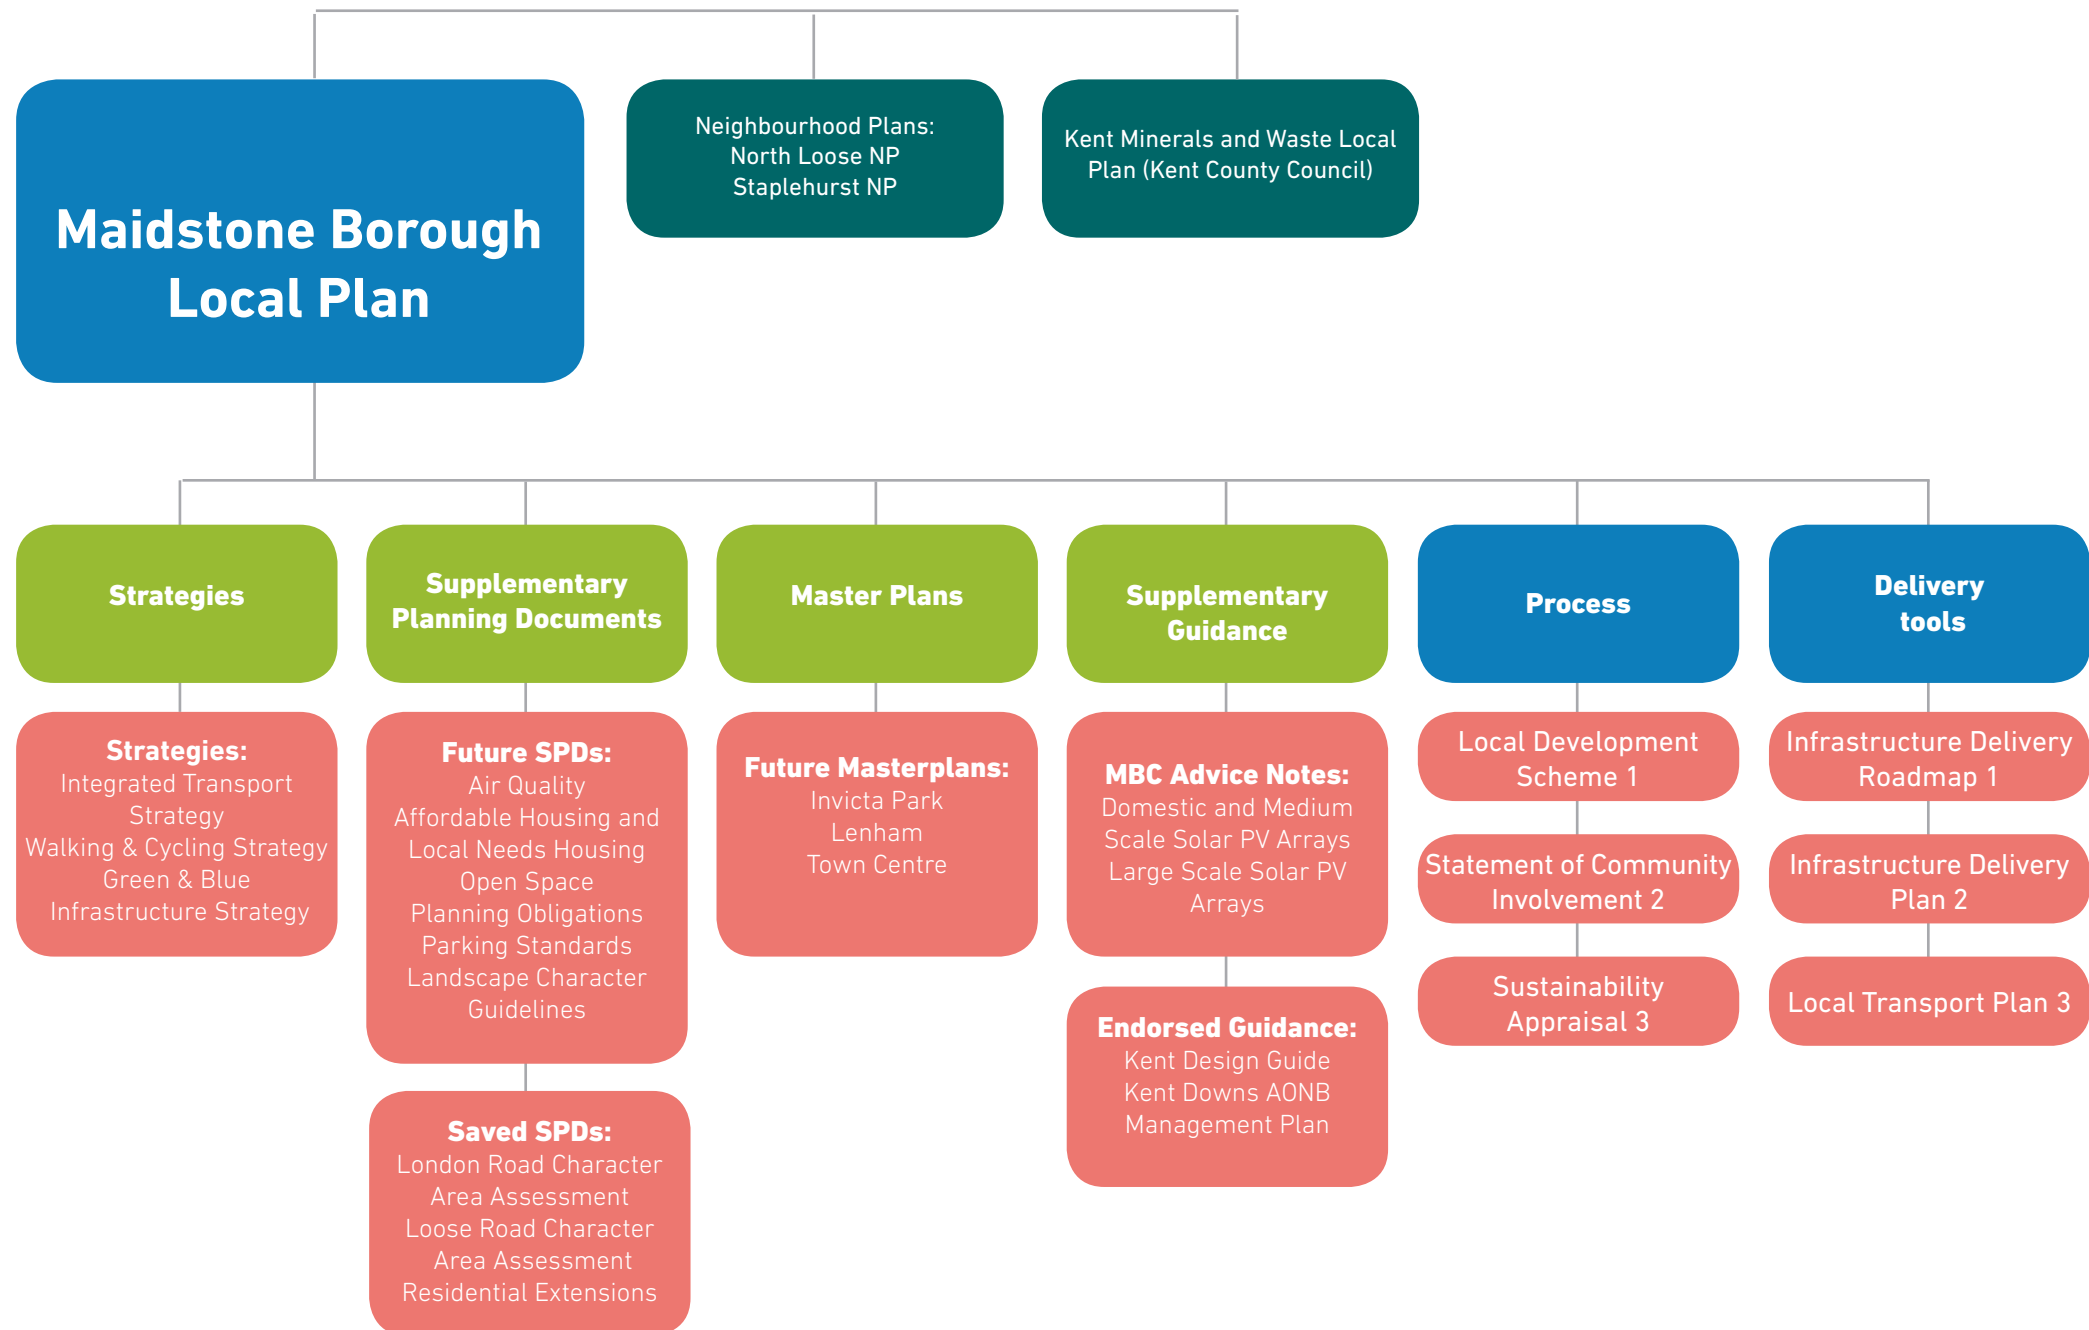 Maidstone Borough
Local Plan
Neighbourhood Plans:
North Loose NP
Staplehurst NP
Kent Minerals and Waste Local
Plan (Kent County Council)
Strategies
Supplementary
Planning Documents
Master Plans
Supplementary
Guidance
Process
Delivery
tools
Strategies:
Integrated Transport
Strategy
Walking & Cycling Strategy
Green & Blue
Infrastructure Strategy
Future SPDs:
Air Quality
Affordable Housing and
Local Needs Housing
Open Space
Planning Obligations
Parking Standards
Landscape Character
Guidelines
Saved SPDs:
London Road Character
Area Assessment
Loose Road Character
Area Assessment
Residential Extensions
Future Masterplans:
Invicta Park
Lenham
Town Centre
MBC Advice Notes:
Domestic and Medium
Scale Solar PV Arrays
Large Scale Solar PV
Arrays
Endorsed Guidance:
Kent Design Guide
Kent Downs AONB
Management Plan
Local Development
Scheme 1
Statement of Community
Involvement 2
Sustainability
Appraisal 3
Infrastructure Delivery
Roadmap 1
Infrastructure Delivery
Plan 2
Local Transport Plan 3